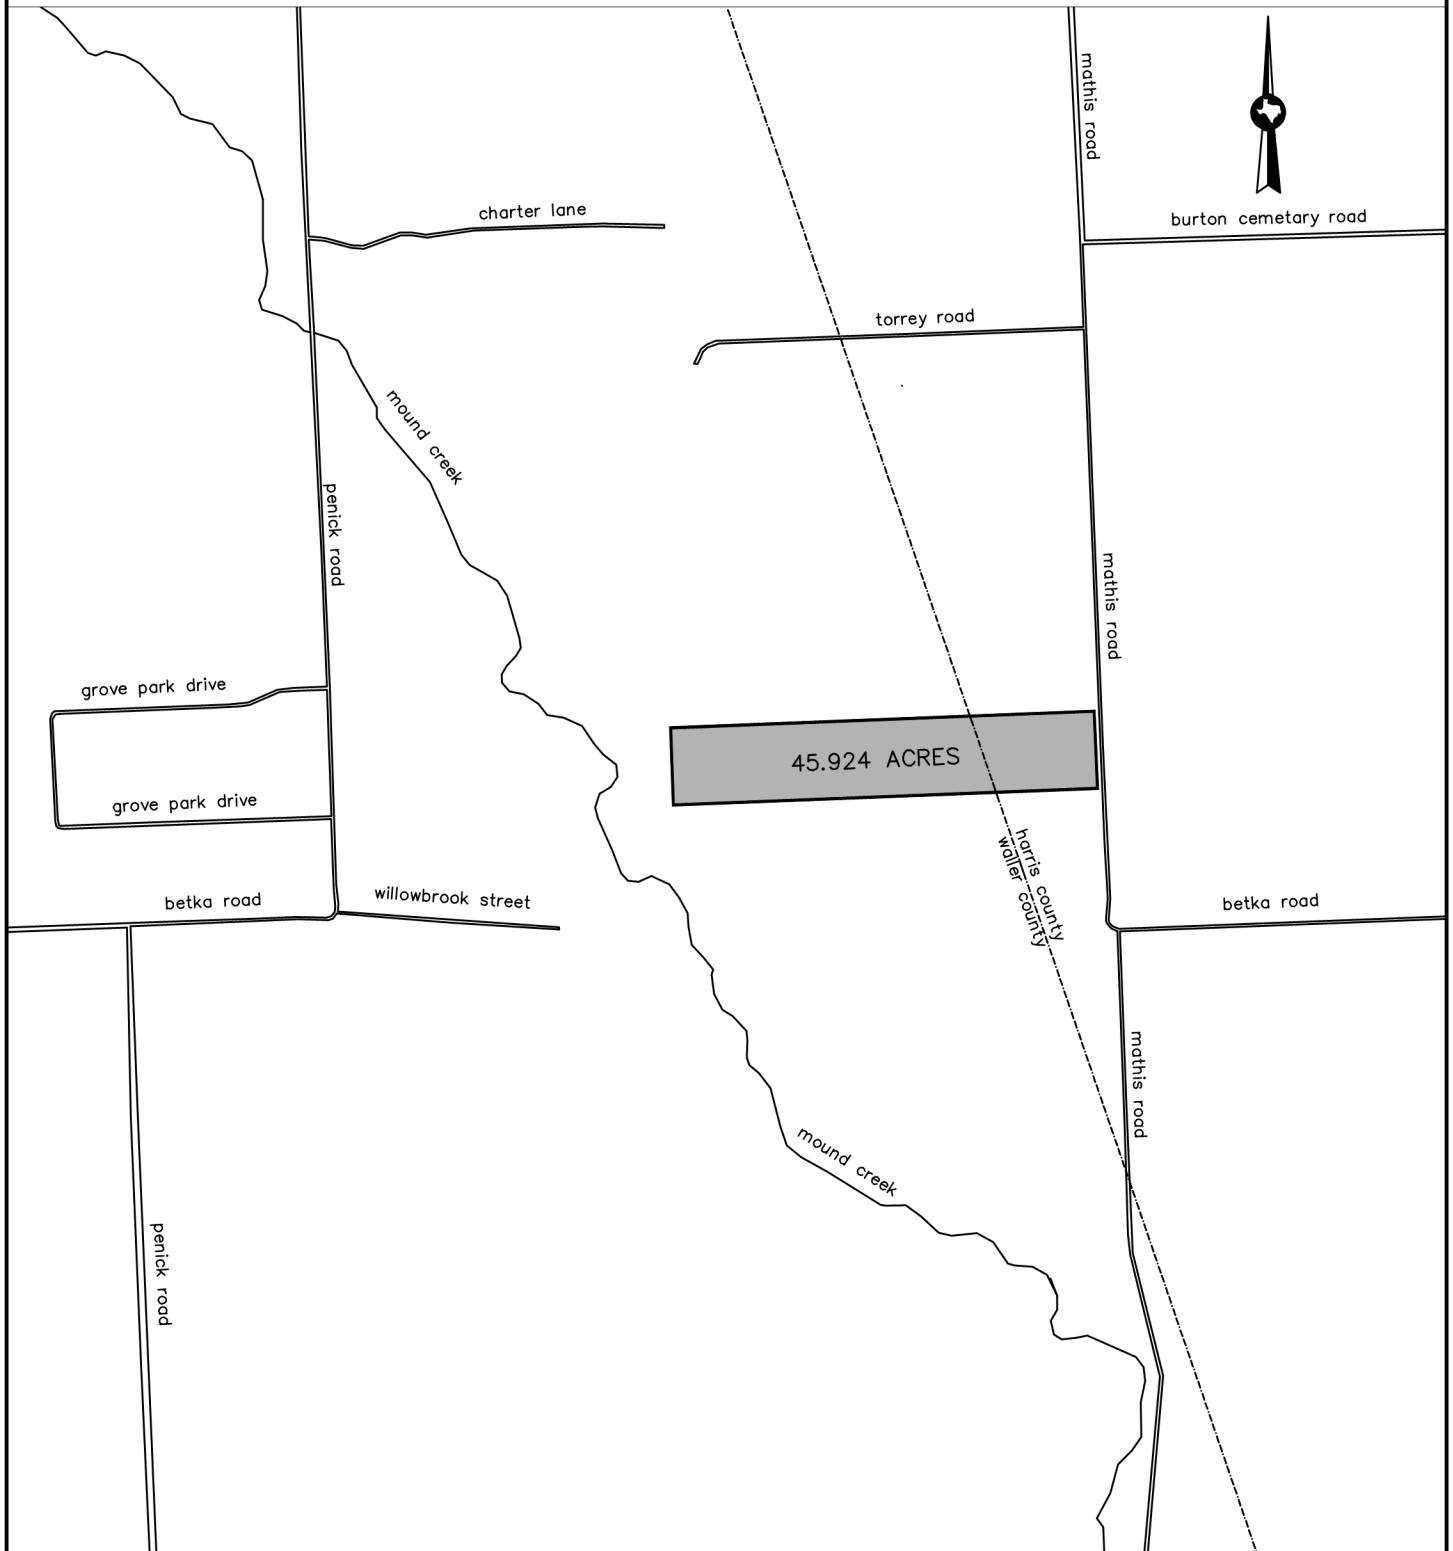 mathis road
charter lane
burton cemetary road
torrey road
mound creek
penick road
mathis road
grove park drive
45.924 ACRES
grove park drive
harris county
waller county
betka road
willowbrook street
betka road
mathis road
mound creek
penick road